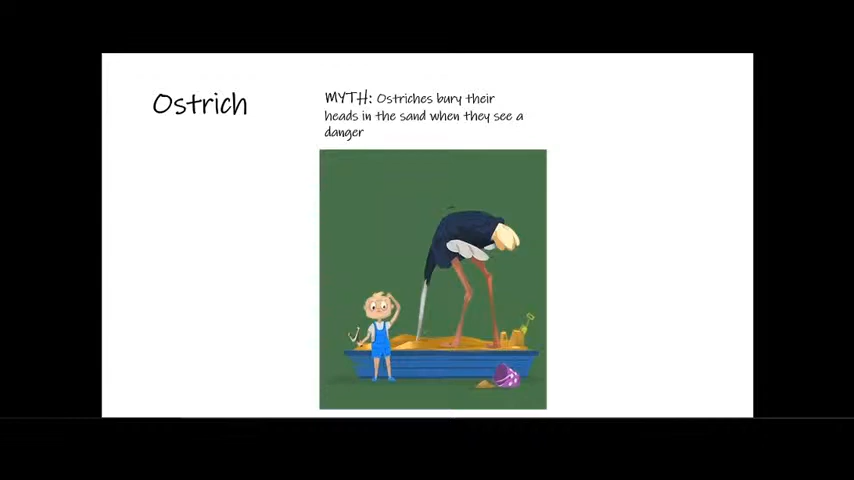 Ostrich
MYTH: Ostriches bury their
heads in the sand when they see a
danger